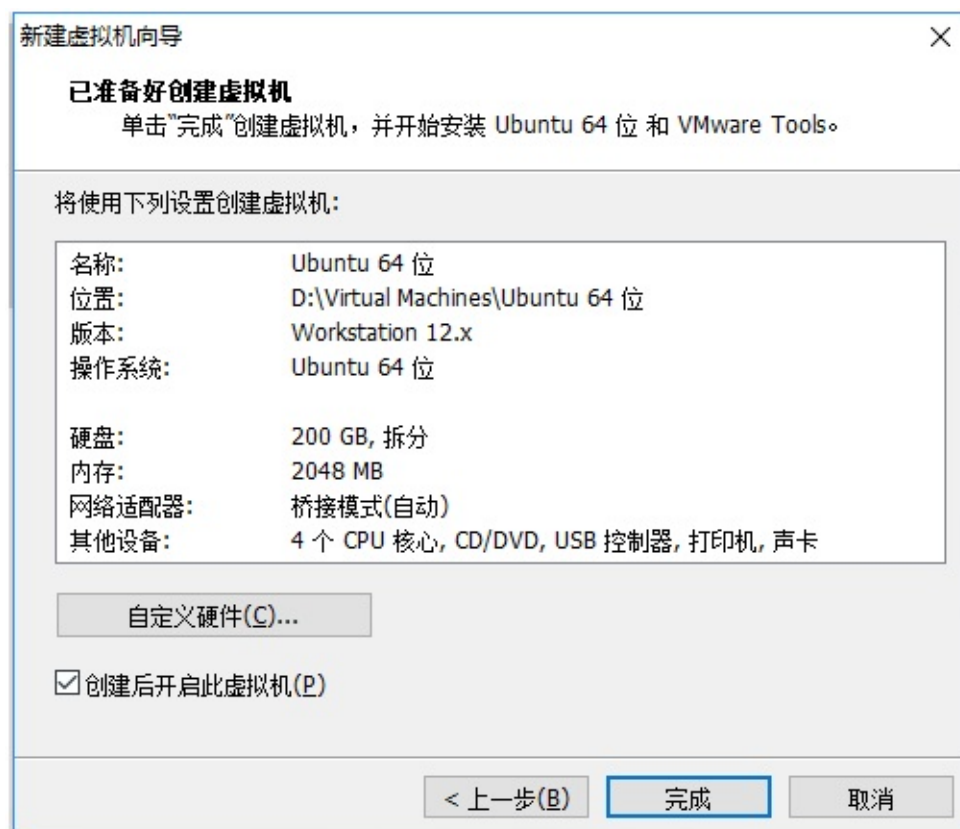 新建虚拟机向导
已准备好创建虚拟机
单击"完成"创建虚拟机，并开始安装 Ubuntu 64 位 和 VMware Tools。
将使用下列设置创建虚拟机:
名称: Ubuntu 64 位
位置: D:\Virtual Machines\Ubuntu 64 位
版本: Workstation 12.x
操作系统: Ubuntu 64 位
硬盘: 200 GB, 拆分
内存: 2048 MB
网络适配器: 桥接模式(自动)
其他设备: 4 个 CPU 核心, CD/DVD, USB 控制器, 打印机, 声卡
自定义硬件(C)...
创建后开启此虚拟机(P)
< 上一步(B) 完成 取消